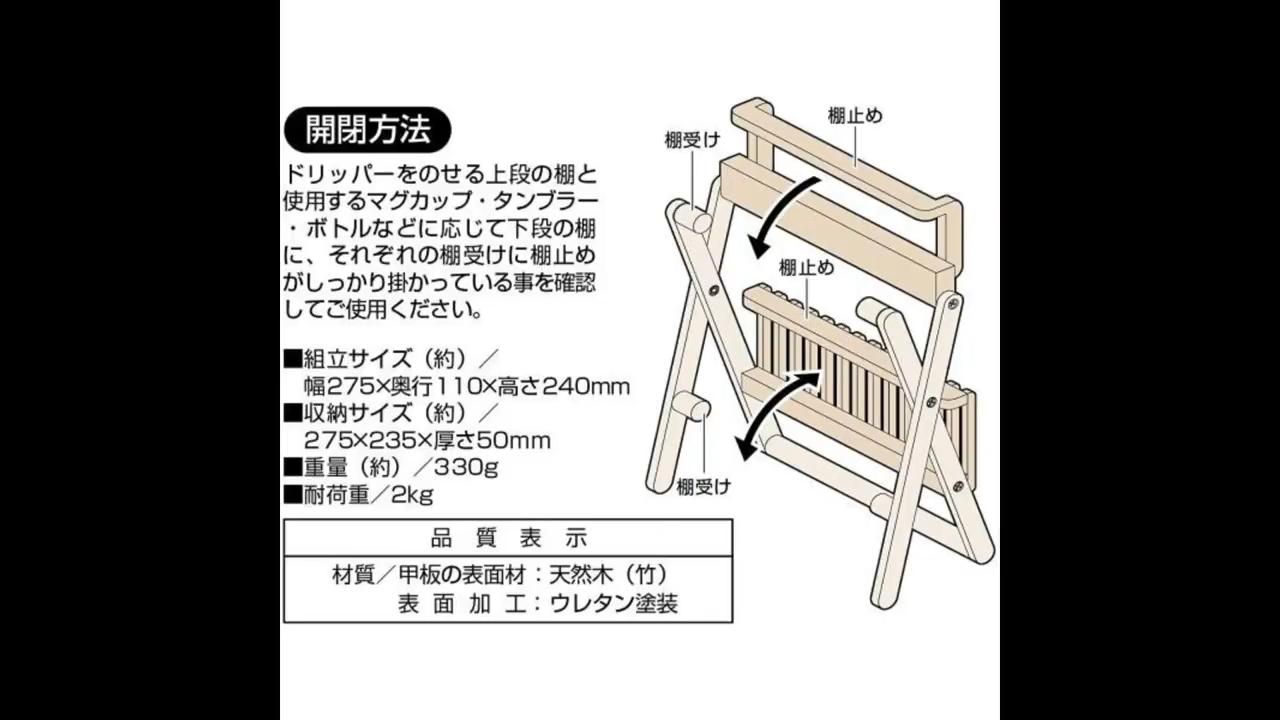 開閉方法
ドリッパーをのせる上段の棚と
使用するマグカップ・タンブラー
・ボトルなどに応じて下段の棚
に、それぞれの棚受けに棚止め
がしっかり掛かっている事を確認
してご使用ください。
■組立サイズ（約）／
幅275×奥行110×高さ240mm
■収納サイズ（約）／
275×235×厚さ50mm
■重量（約）／330g
■耐荷重／2kg
品質表示
材質／甲板の表面材：天然木（竹）
表面加工：ウレタン塗装
棚止め
棚受け
棚止め
棚受け